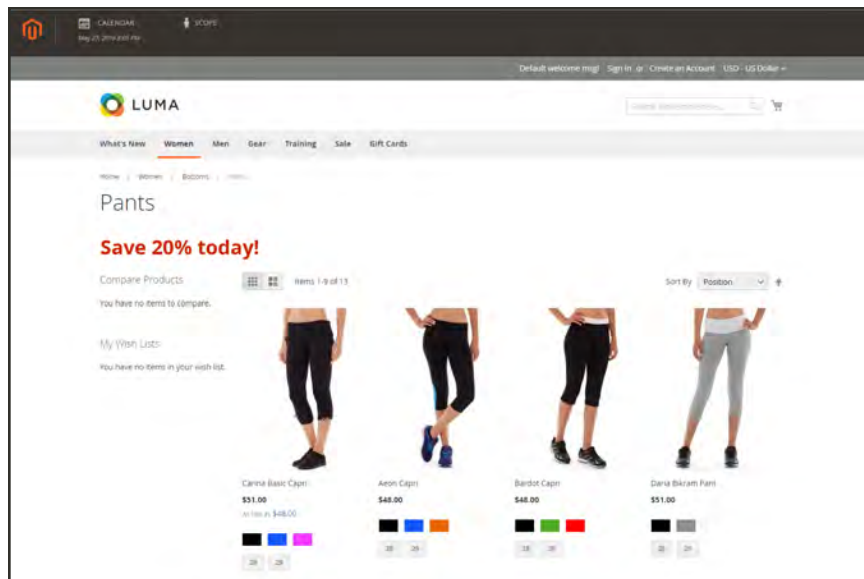 CALENDAR
SCOPE
Default welcome msg! Sign In or Create an Account USD - US Dollar
LUMA
What's New Women Men Gear Training Sale Gift Cards
Home Women Bottoms
Pants
Save 20% today!
Compare Products
Items 1-9 of 13
Sort By Position
You have no items to compare.
My Wish Lists
You have no items in your wish list.
Carina Basic Capri
$51.00
As low as $48.00
28 29
Aeon Capri
$48.00
28 29
Bardot Capri
$48.00
28 29
Daria Bikram Pant
$51.00
28 29